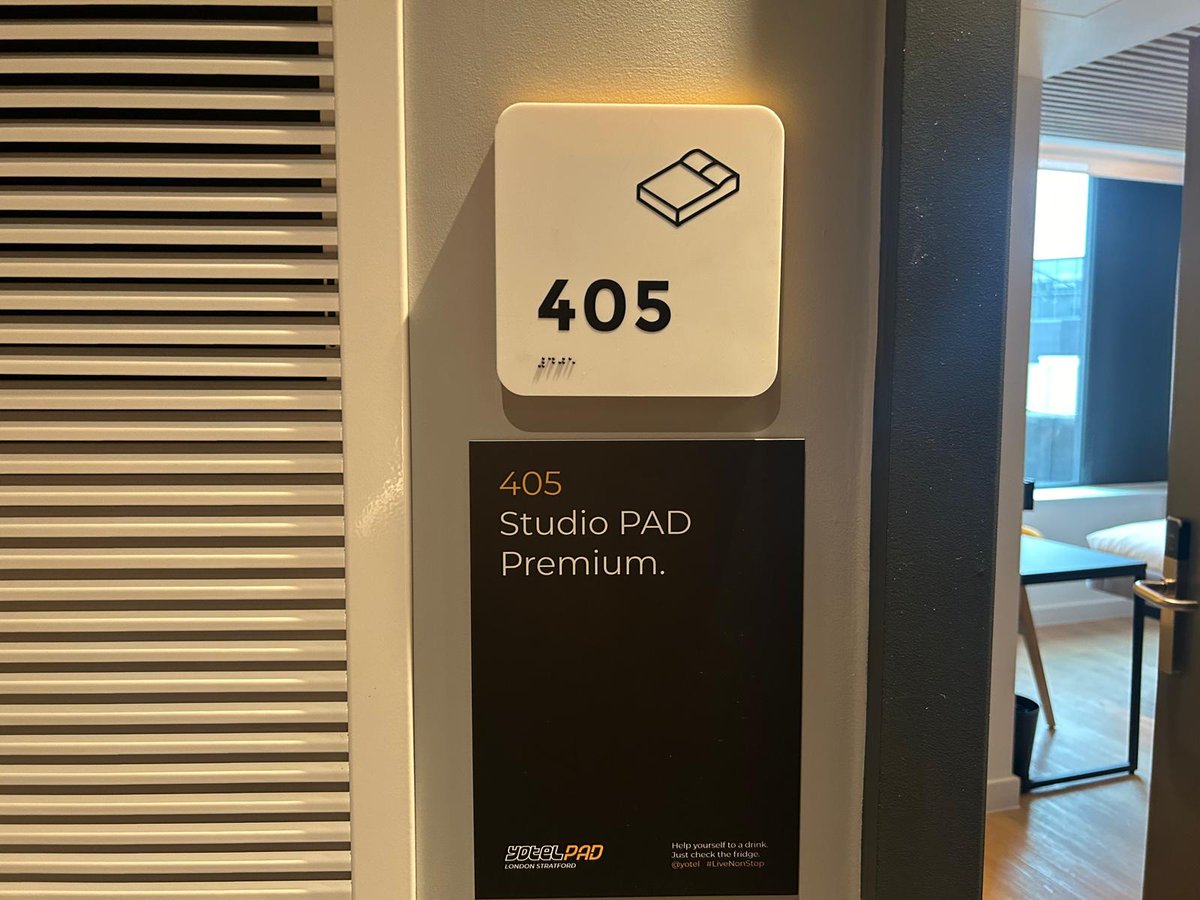 405
405
Studio PAD
Premium.
YOTELPAD
LONDON STRATFORD
Help yourself to a drink.
Just check the fridge.
@yotel #LiveNonStop